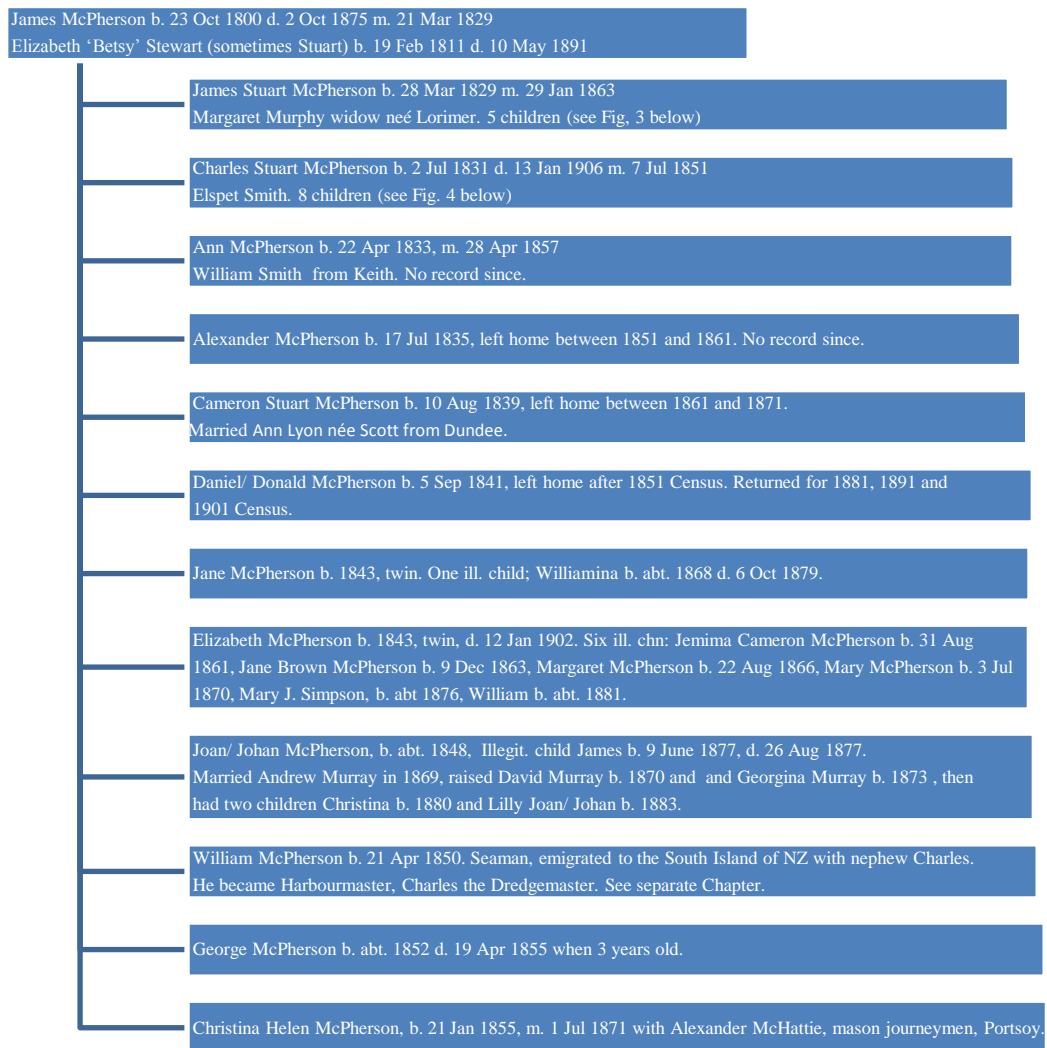 James McPherson b. 23 Oct 1800 d. 2 Oct 1875 m. 21 Mar 1829
Elizabeth ‘Betsy’ Stewart (sometimes Stuart) b. 19 Feb 1811 d. 10 May 1891
James Stuart McPherson b. 28 Mar 1829 m. 29 Jan 1863
Margaret Murphy widow neé Lorimer. 5 children (see Fig, 3 below)
Charles Stuart McPherson b. 2 Jul 1831 d. 13 Jan 1906 m. 7 Jul 1851
Elspet Smith. 8 children (see Fig. 4 below)
Ann McPherson b. 22 Apr 1833, m. 28 Apr 1857
William Smith from Keith. No record since.
Alexander McPherson b. 17 Jul 1835, left home between 1851 and 1861. No record since.
Cameron Stuart McPherson b. 10 Aug 1839, left home between 1861 and 1871.
Married Ann Lyon née Scott from Dundee.
Daniel/ Donald McPherson b. 5 Sep 1841, left home after 1851 Census. Returned for 1881, 1891 and
1901 Census.
Jane McPherson b. 1843, twin. One ill. child; Williamina b. abt. 1868 d. 6 Oct 1879.
Elizabeth McPherson b. 1843, twin, d. 12 Jan 1902. Six ill. chn: Jemima Cameron McPherson b. 31 Aug
1861, Jane Brown McPherson b. 9 Dec 1863, Margaret McPherson b. 22 Aug 1866, Mary McPherson b. 3 Jul
1870, Mary J. Simpson, b. abt 1876, William b. abt. 1881.
Joan/ Johan McPherson, b. abt. 1848, Illegit. child James b. 9 June 1877, d. 26 Aug 1877.
Married Andrew Murray in 1869, raised David Murray b. 1870 and and Georgina Murray b. 1873 , then
had two children Christina b. 1880 and Lilly Joan/ Johan b. 1883.
William McPherson b. 21 Apr 1850. Seaman, emigrated to the South Island of NZ with nephew Charles.
He became Harbourmaster, Charles the Dredgemaster. See separate Chapter.
George McPherson b. abt. 1852 d. 19 Apr 1855 when 3 years old.
Christina Helen McPherson, b. 21 Jan 1855, m. 1 Jul 1871 with Alexander McHattie, mason journeymen, Portsoy.